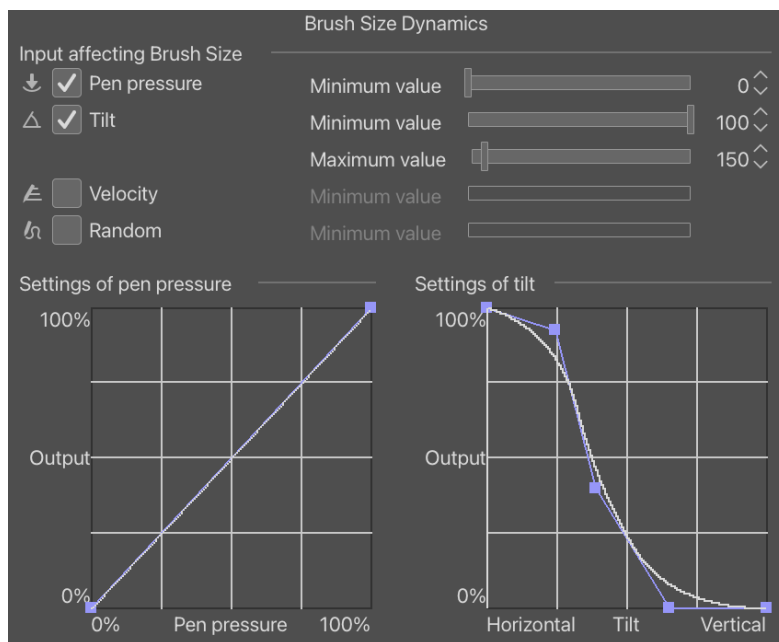 Brush Size Dynamics
Input affecting Brush Size
Pen pressure Minimum value 0
Tilt Minimum value 100
Maximum value 150
Velocity Minimum value
Random Minimum value
Settings of pen pressure Settings of tilt
100% 100%
Output Output
0% 0%
0% Pen pressure 100% Horizontal Tilt Vertical